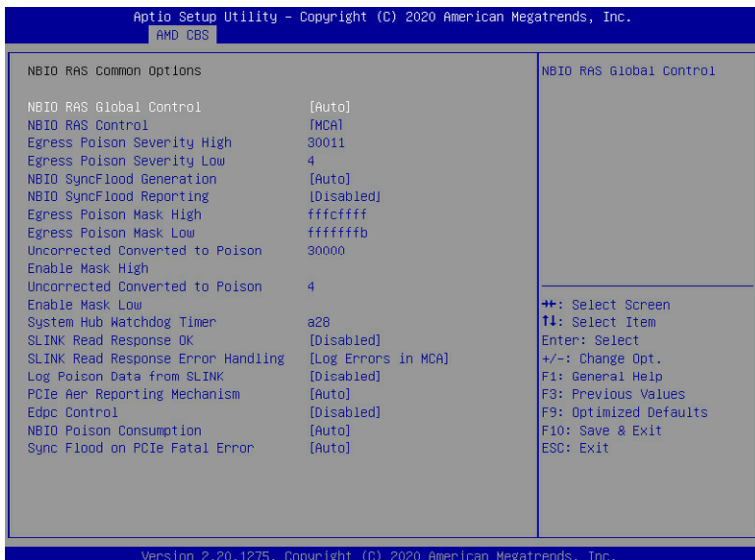 Aptio Setup Utility – Copyright (C) 2020 American Megatrends, Inc.
AMD CBS
NBIO RAS Common Options
NBIO RAS Global Control
NBIO RAS Global Control [Auto]
NBIO RAS Control [MCA]
Egress Poison Severity High 30011
Egress Poison Severity Low 4
NBIO SyncFlood Generation [Auto]
NBIO SyncFlood Reporting [Disabled]
Egress Poison Mask High fffcffff
Egress Poison Mask Low fffffffb
Uncorrected Converted to Poison 30000
Enable Mask High
Uncorrected Converted to Poison 4
Enable Mask Low
System Hub Watchdog Timer a28
SLINK Read Response OK [Disabled]
SLINK Read Response Error Handling [Log Errors in MCA]
Log Poison Data from SLINK [Disabled]
PCIe Aer Reporting Mechanism [Auto]
Edpc Control [Disabled]
NBIO Poison Consumption [Auto]
Sync Flood on PCIe Fatal Error [Auto]
→←: Select Screen
↑↓: Select Item
Enter: Select
+/-: Change Opt.
F1: General Help
F3: Previous Values
F9: Optimized Defaults
F10: Save & Exit
ESC: Exit
Version 2.20.1275. Copyright (C) 2020 American Megatrends, Inc.